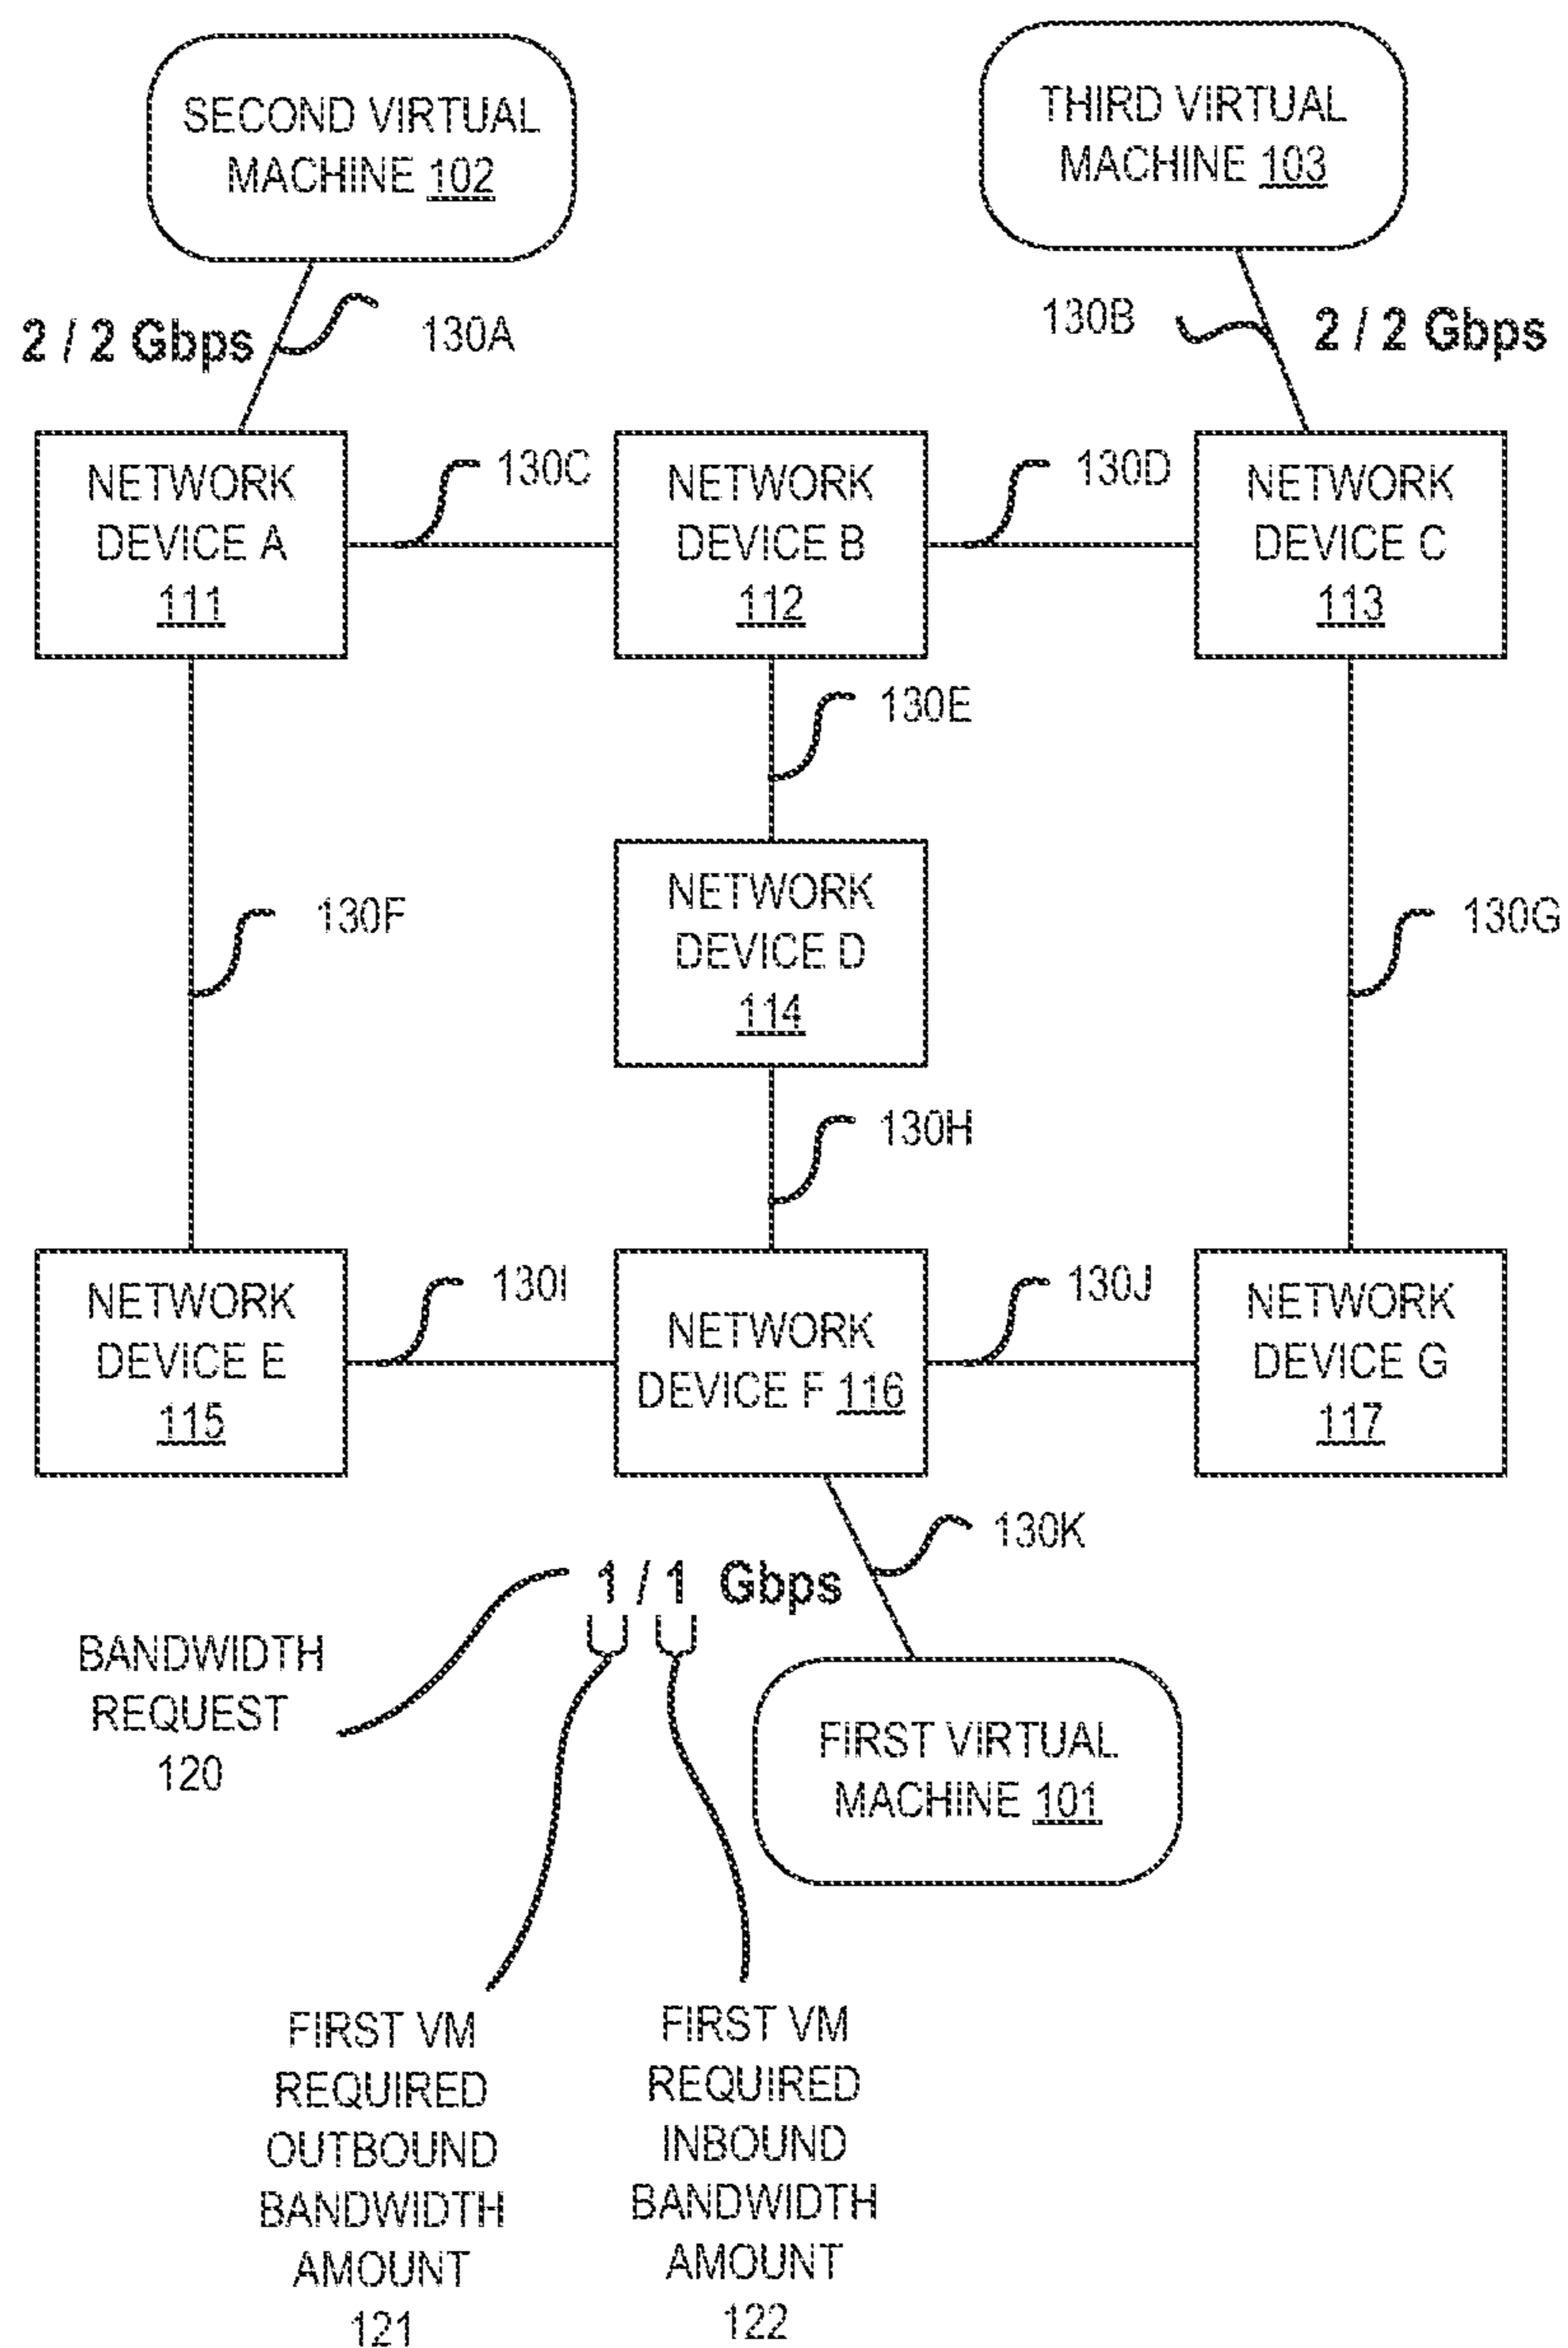 SECOND VIRTUAL
MACHINE 102
THIRD VIRTUAL
MACHINE 103
2 / 2 Gbps
130A
130B
2 / 2 Gbps
NETWORK
DEVICE A
111
130C
NETWORK
DEVICE B
112
130D
NETWORK
DEVICE C
113
130E
130F
NETWORK
DEVICE D
114
130G
130H
NETWORK
DEVICE E
115
130I
NETWORK
DEVICE F 116
130J
NETWORK
DEVICE G
117
130K
1 / 1 Gbps
BANDWIDTH
REQUEST
120
FIRST VIRTUAL
MACHINE 101
FIRST VM
REQUIRED
OUTBOUND
BANDWIDTH
AMOUNT
121
FIRST VM
REQUIRED
INBOUND
BANDWIDTH
AMOUNT
122